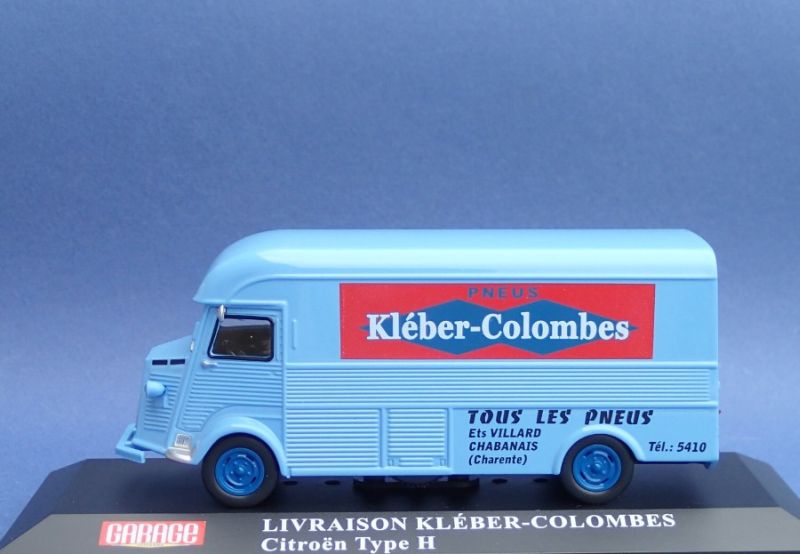 PNEUS
Kléber-Colombes
TOUS LES PNEUS
Ets VILLARD
CHABANAIS
(Charente)
Tél.: 5410
GARAGE
LIVRAISON KLÉBER-COLOMBES
Citroën Type H